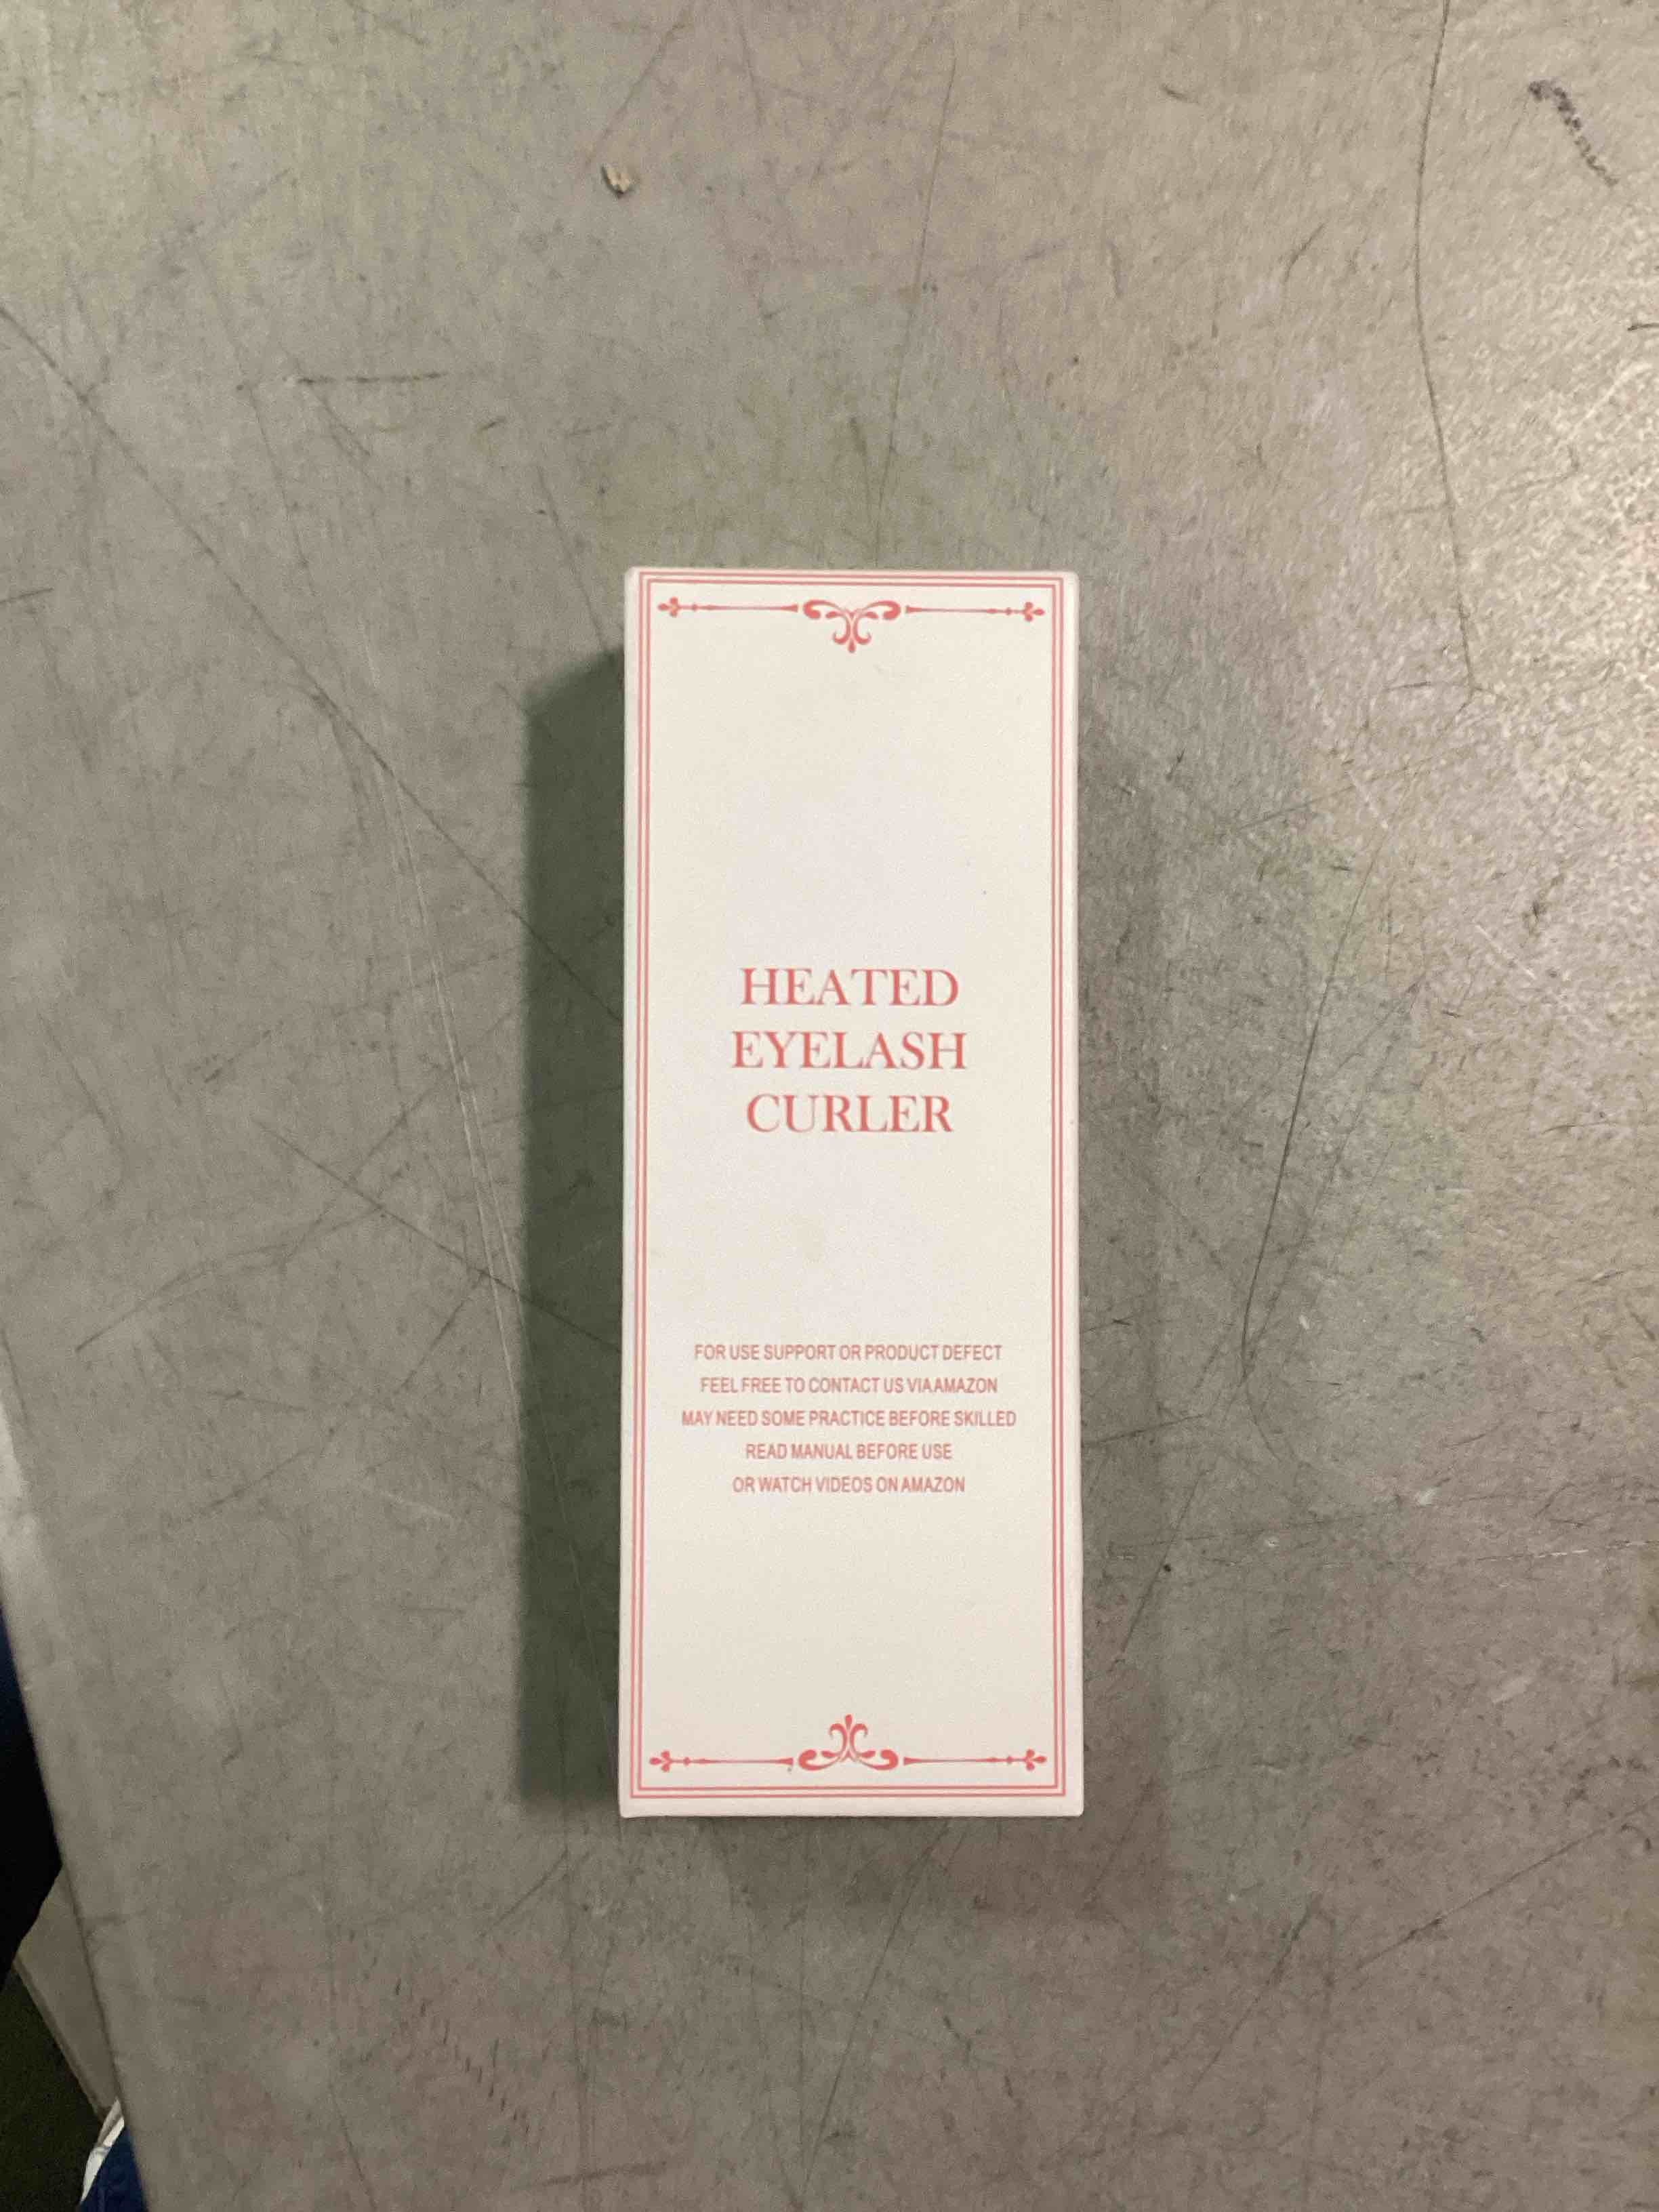 HEATED
EYELASH
CURLER
FOR USE SUPPORT OR PRODUCT DEFECT
FEEL FREE TO CONTACT US VIA AMAZON
MAY NEED SOME PRACTICE BEFORE SKILLED
READ MANUAL BEFORE USE
OR WATCH VIDEOS ON AMAZON